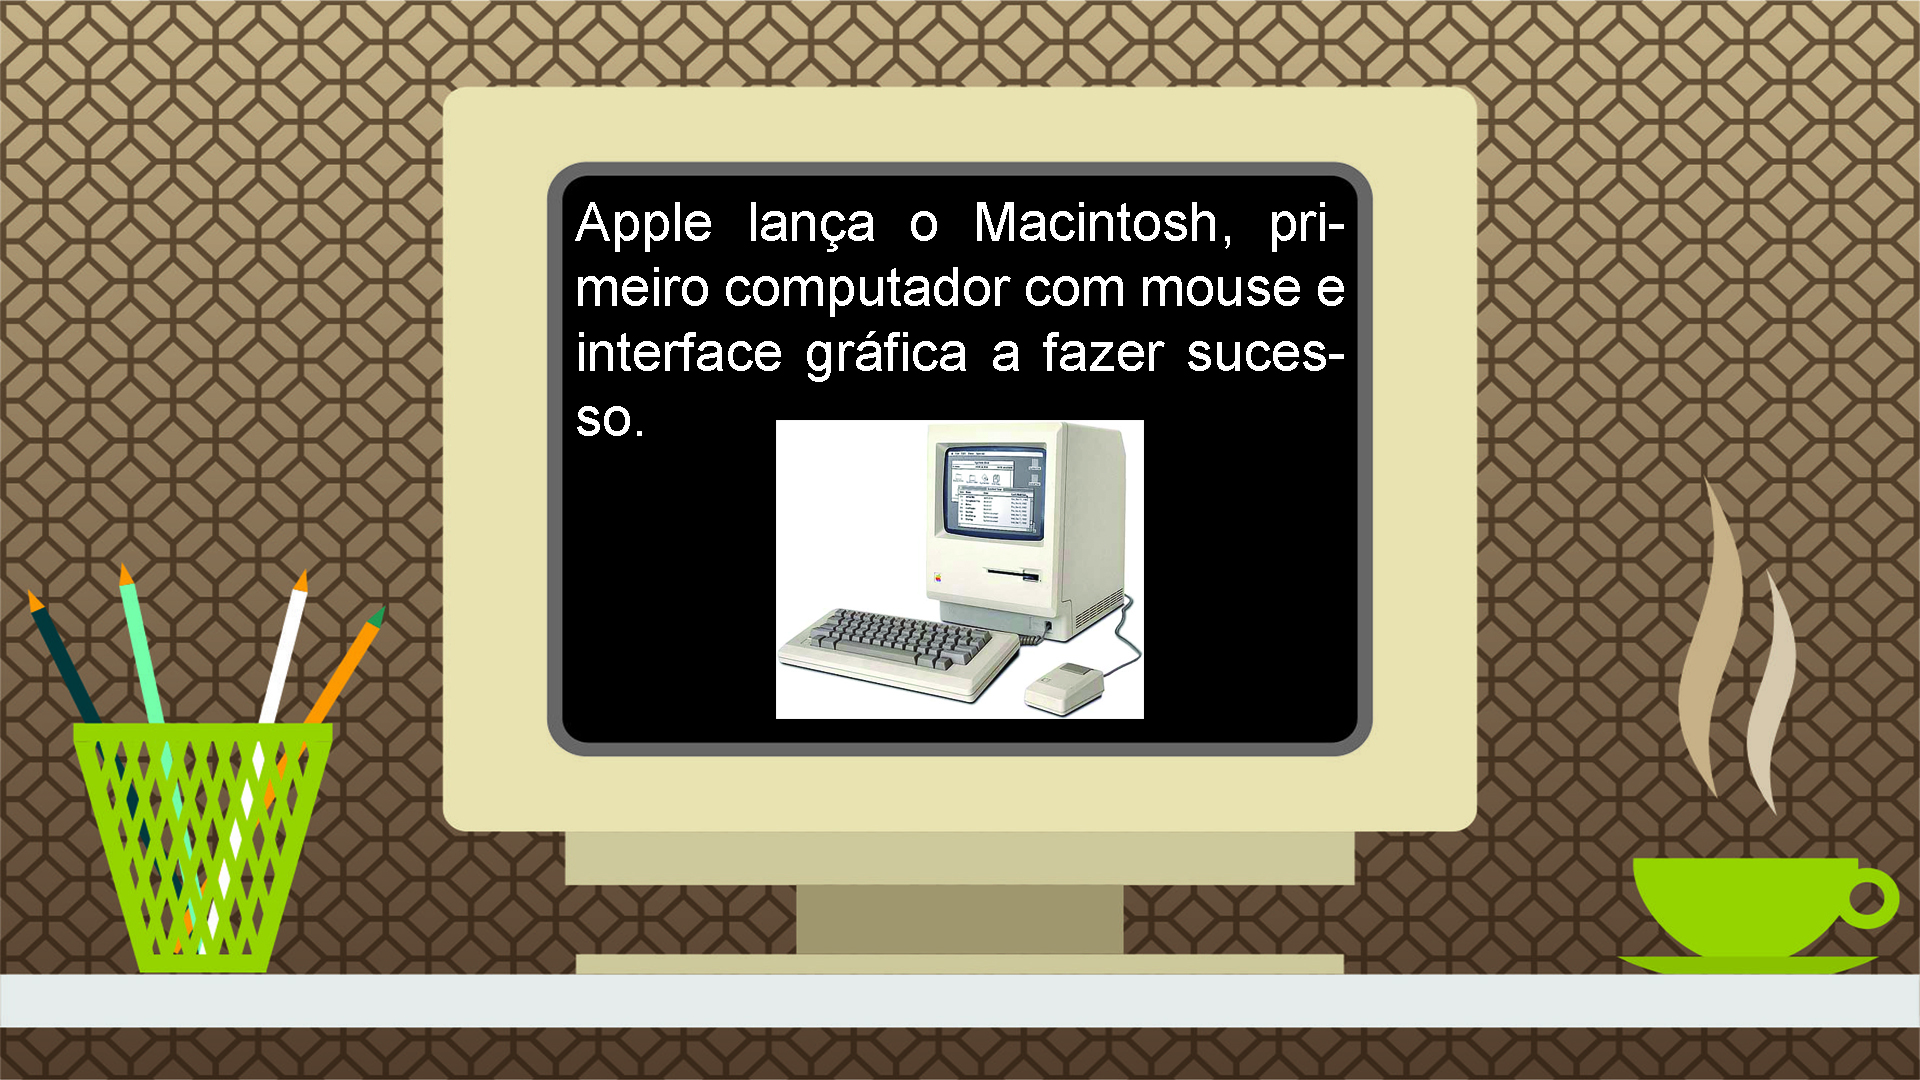 Apple lança o Macintosh, pri-
meiro computador com mouse e
interface gráfica a fazer suces-
so.